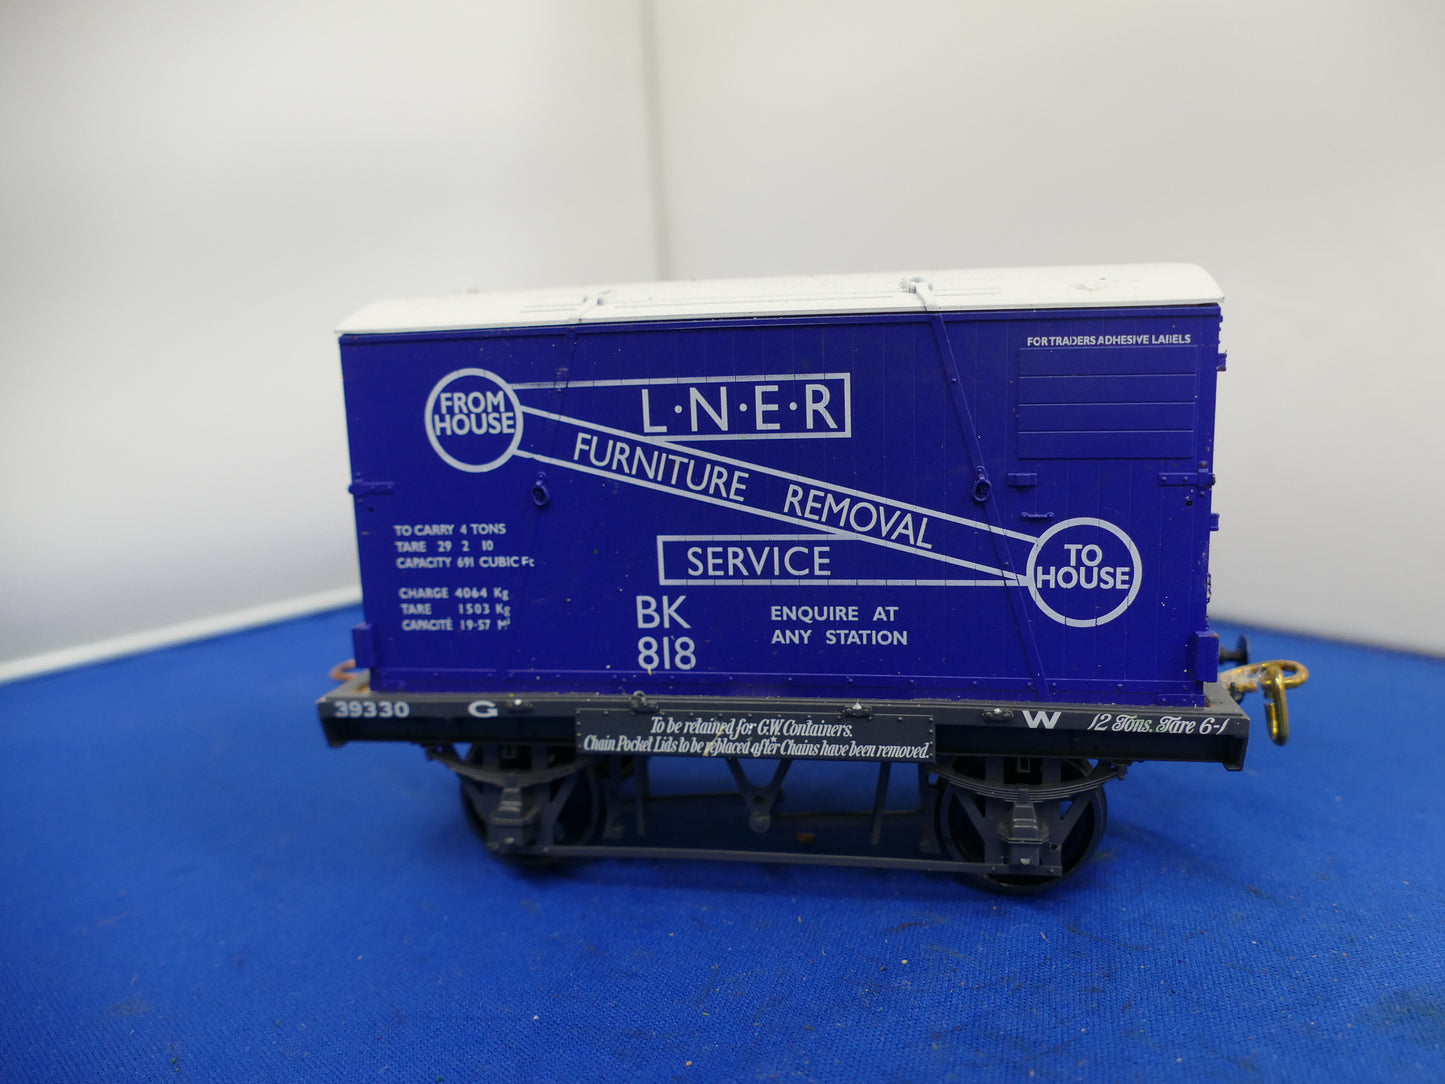 FOR TRADERS ADHESIVE LABELS
FROM
HOUSE
L·N·E·R
FURNITURE REMOVAL
SERVICE
TO
HOUSE
TO CARRY 4 TONS
TARE 29 2 10
CAPACITY 691 CUBIC Ft
CHARGE 4064 Kg
TARE 1503 Kg
CAPACITÉ 19·57 M³
BK
818
ENQUIRE AT
ANY STATION
39330 G W 12 Tons. Tare 6-1
To be retained for G.W. Containers.
Chain Pocket Lids to be replaced after Chains have been removed.